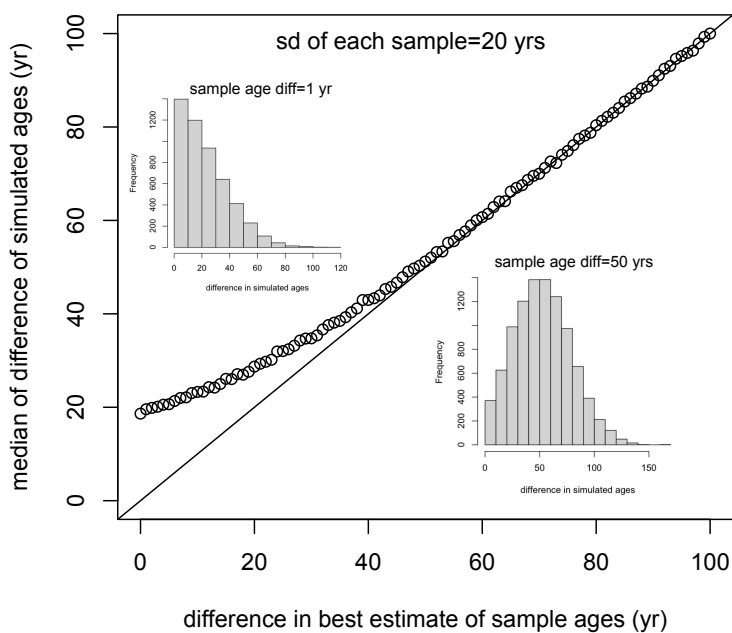 sd of each sample=20 yrs
median of difference of simulated ages (yr)
100
80
60
40
20
0
0 20 40 60 80 100
difference in best estimate of sample ages (yr)
sample age diff=1 yr
Frequency
1200
800
600
400
200
0
0 20 40 60 80 100 120
difference in simulated ages
sample age diff=50 yrs
Frequency
1200
800
600
400
200
0
0 50 100 150
difference in simulated ages